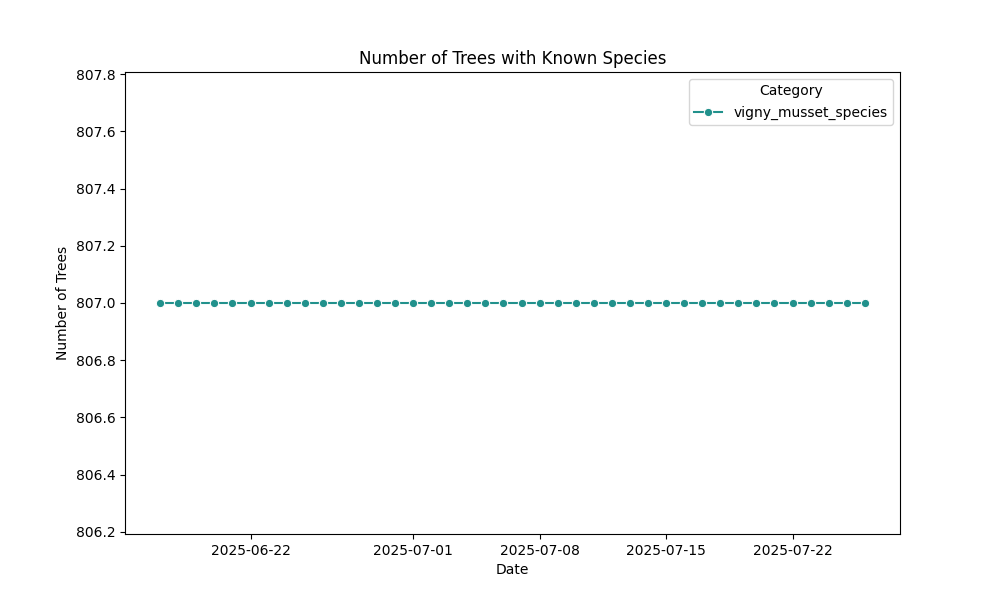 Number of Trees with Known Species
Category
vigny_musset_species
Number of Trees
807.8
807.6
807.4
807.2
807.0
806.8
806.6
806.4
806.2
2025-06-22
2025-07-01
2025-07-08
2025-07-15
2025-07-22
Date